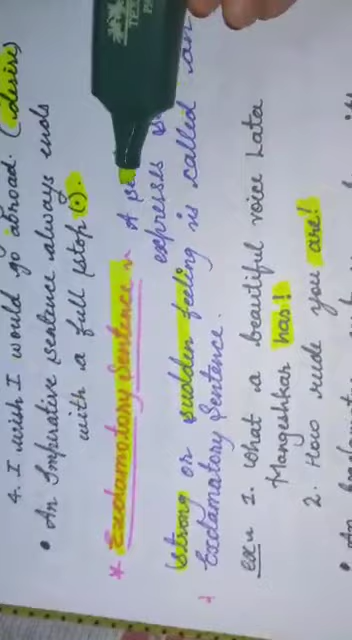 4. I wish I would go abroad. (desire)
• An Imperative sentence always ends
with a full stop (.).
* Exclamatory Sentence ~ A se
expresses
strong or sudden feeling is called an
Exclamatory Sentence.
ex~ 1. What a beautiful voice Lata
Mangeshkar has!
2. How rude you are!
• An